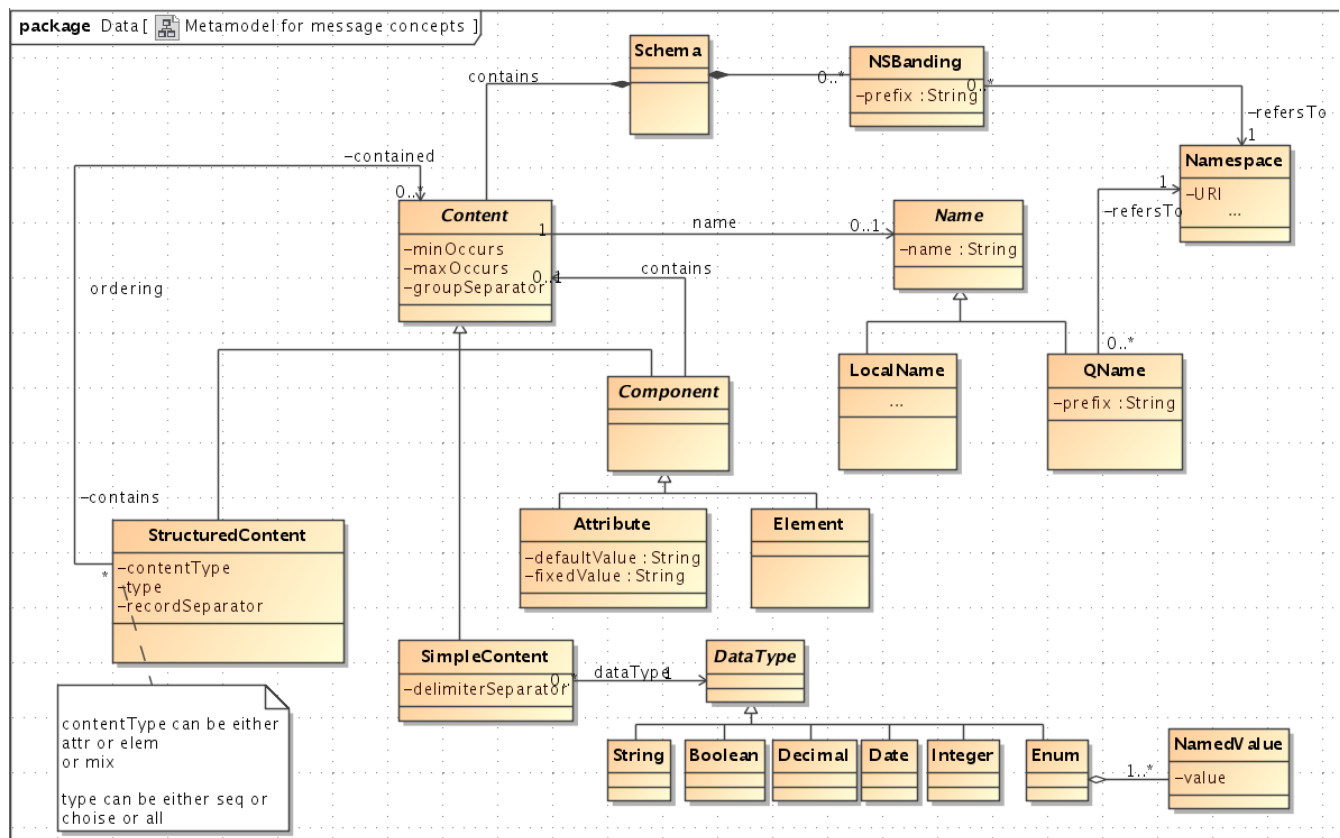 package Data [ Metamodel for message concepts ]
Schema
NSBanding
-prefix : String
contains
0..*
0..*
-refersTo
1
Namespace
-URI
...
-contained
0..*
Content
-minOccurs
-maxOccurs
-groupSeparator
1
name
0..1
Name
-name : String
1
-refersTo
contains
0..1
ordering
0..*
LocalName
...
QName
-prefix : String
Component
-contains
*
StructuredContent
-contentType
-type
-recordSeparator
Attribute
-defaultValue : String
-fixedValue : String
Element
SimpleContent
-delimiterSeparator
0..*
dataType
1
DataType
contentType can be either
attr or elem
or mix
type can be either seq or
choise or all
String
Boolean
Decimal
Date
Integer
Enum
1..*
NamedValue
-value